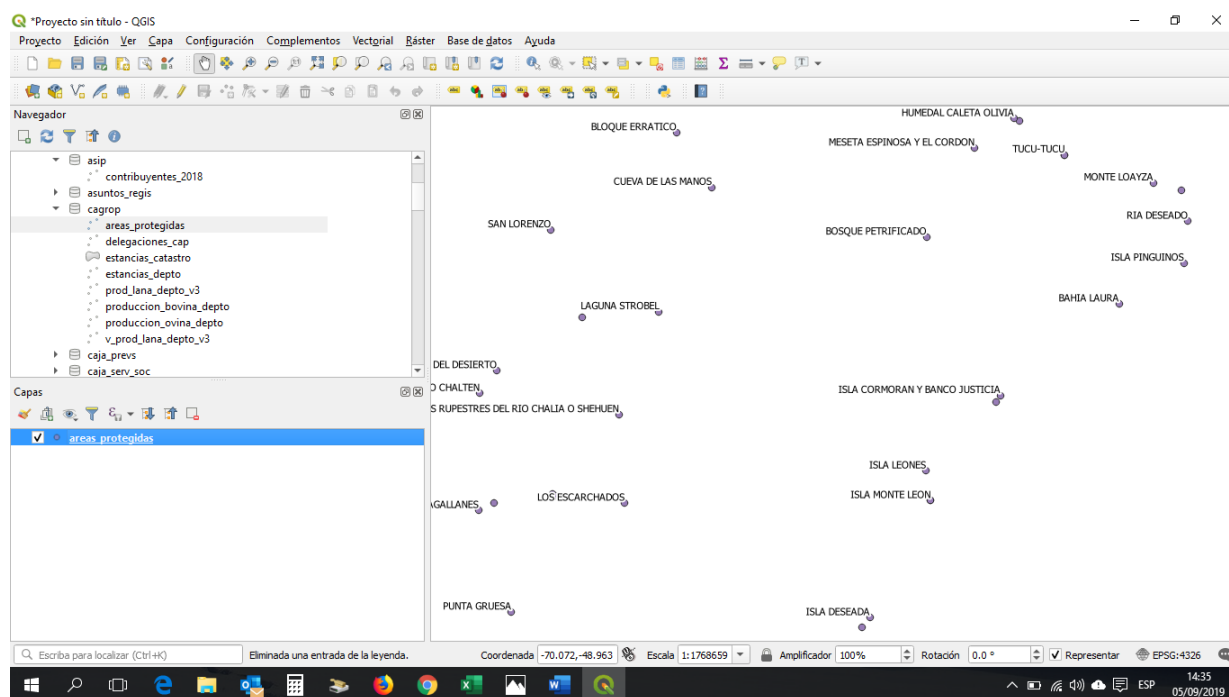 *Proyecto sin título - QGIS
Proyecto Edición Ver Capa Configuración Complementos Vectorial Ráster Base de datos Ayuda
Navegador
asip
contribuyentes_2018
asuntos_regis
cagrop
areas_protegidas
delegaciones_cap
estancias_catastro
estancias_depto
prod_lana_depto_v3
produccion_bovina_depto
produccion_ovina_depto
v_prod_lana_depto_v3
caja_prevs
caja_serv_soc
Capas
areas_protegidas
HUMEDAL CALETA OLIVIA
BLOQUE ERRATICO
MESETA ESPINOSA Y EL CORDON
TUCU-TUCU
CUEVA DE LAS MANOS
MONTE LOAYZA
SAN LORENZO
RIA DESEADO
BOSQUE PETRIFICADO
ISLA PINGUINOS
LAGUNA STROBEL
BAHIA LAURA
DEL DESIERTO
O CHALTEN
ISLA CORMORAN Y BANCO JUSTICIA
S RUPESTRES DEL RIO CHALIA O SHEHUEN
ISLA LEONES
LOS ESCARCHADOS
ISLA MONTE LEON
AGALLANES
PUNTA GRUESA
ISLA DESEADA
Escriba para localizar (Ctrl+K) Eliminada una entrada de la leyenda. Coordenada -70.072,-48.963 Escala 1:1768659 Amplificador 100% Rotación 0.0 ° Representar EPSG:4326
ESP 14:35
05/09/2019